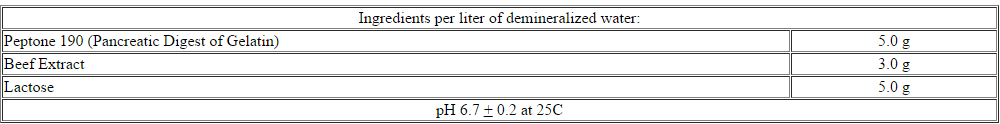 Ingredients per liter of demineralized water:
Peptone 190 (Pancreatic Digest of Gelatin) 5.0 g
Beef Extract 3.0 g
Lactose 5.0 g
pH 6.7 ± 0.2 at 25C